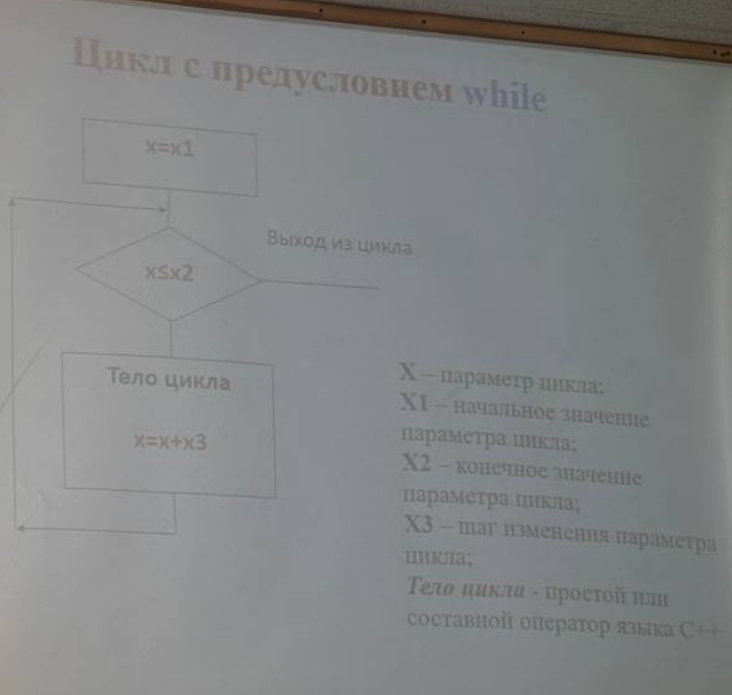 Цикл с предусловием while
x=x1
Выход из цикла
x≤x2
Тело цикла
x=x+x3
X – параметр цикла;
X1 – начальное значение
параметра цикла;
X2 – конечное значение
параметра цикла;
X3 – шаг изменения параметра
цикла;
Тело цикла - простой или
составной оператор языка C++